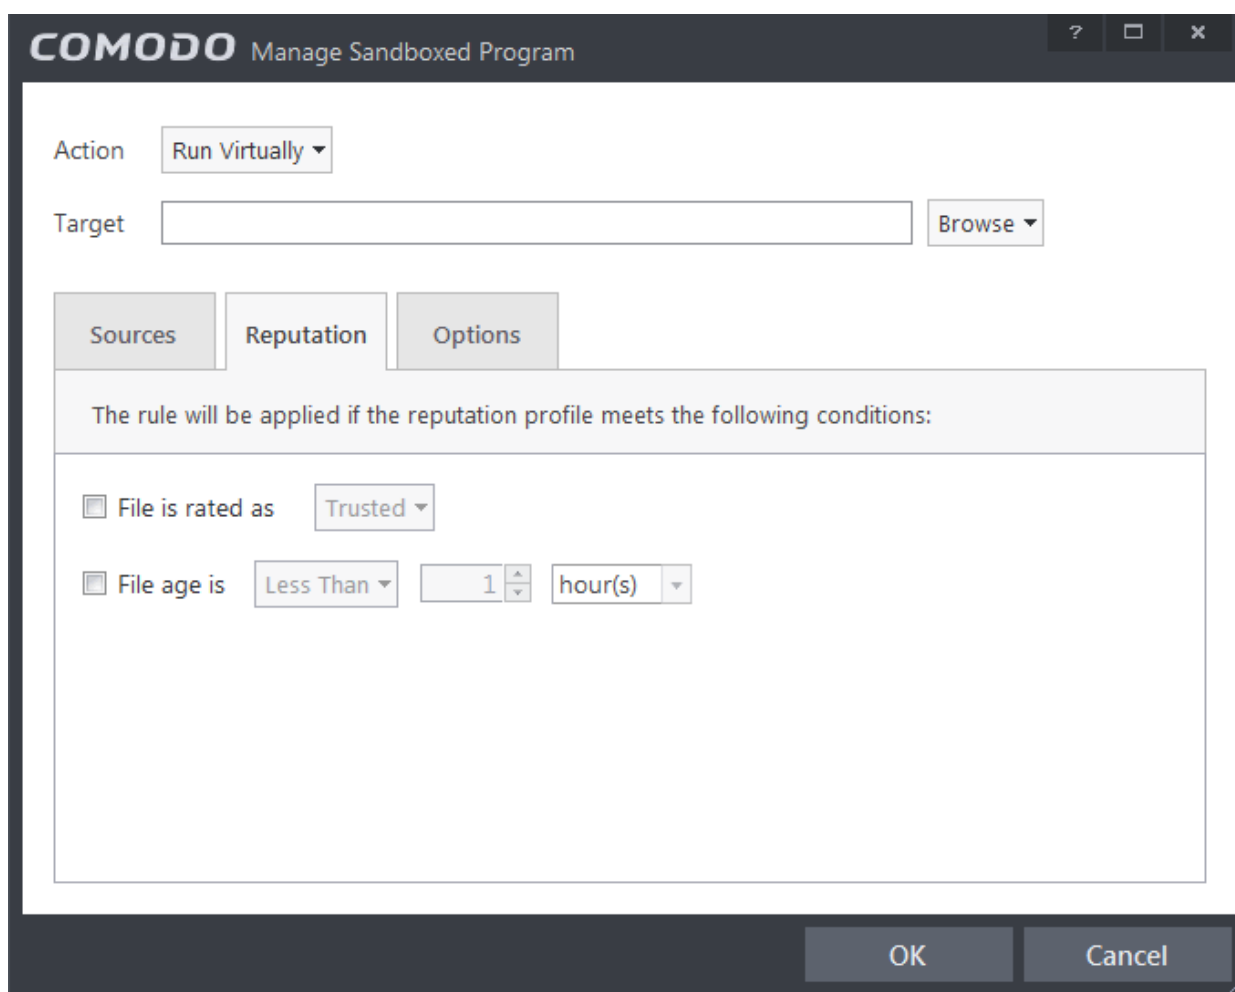 COMODO Manage Sandboxed Program ?
Action Run Virtually
Target Browse
Sources Reputation Options
The rule will be applied if the reputation profile meets the following conditions:
File is rated as Trusted
File age is Less Than 1 hour(s)
OK Cancel